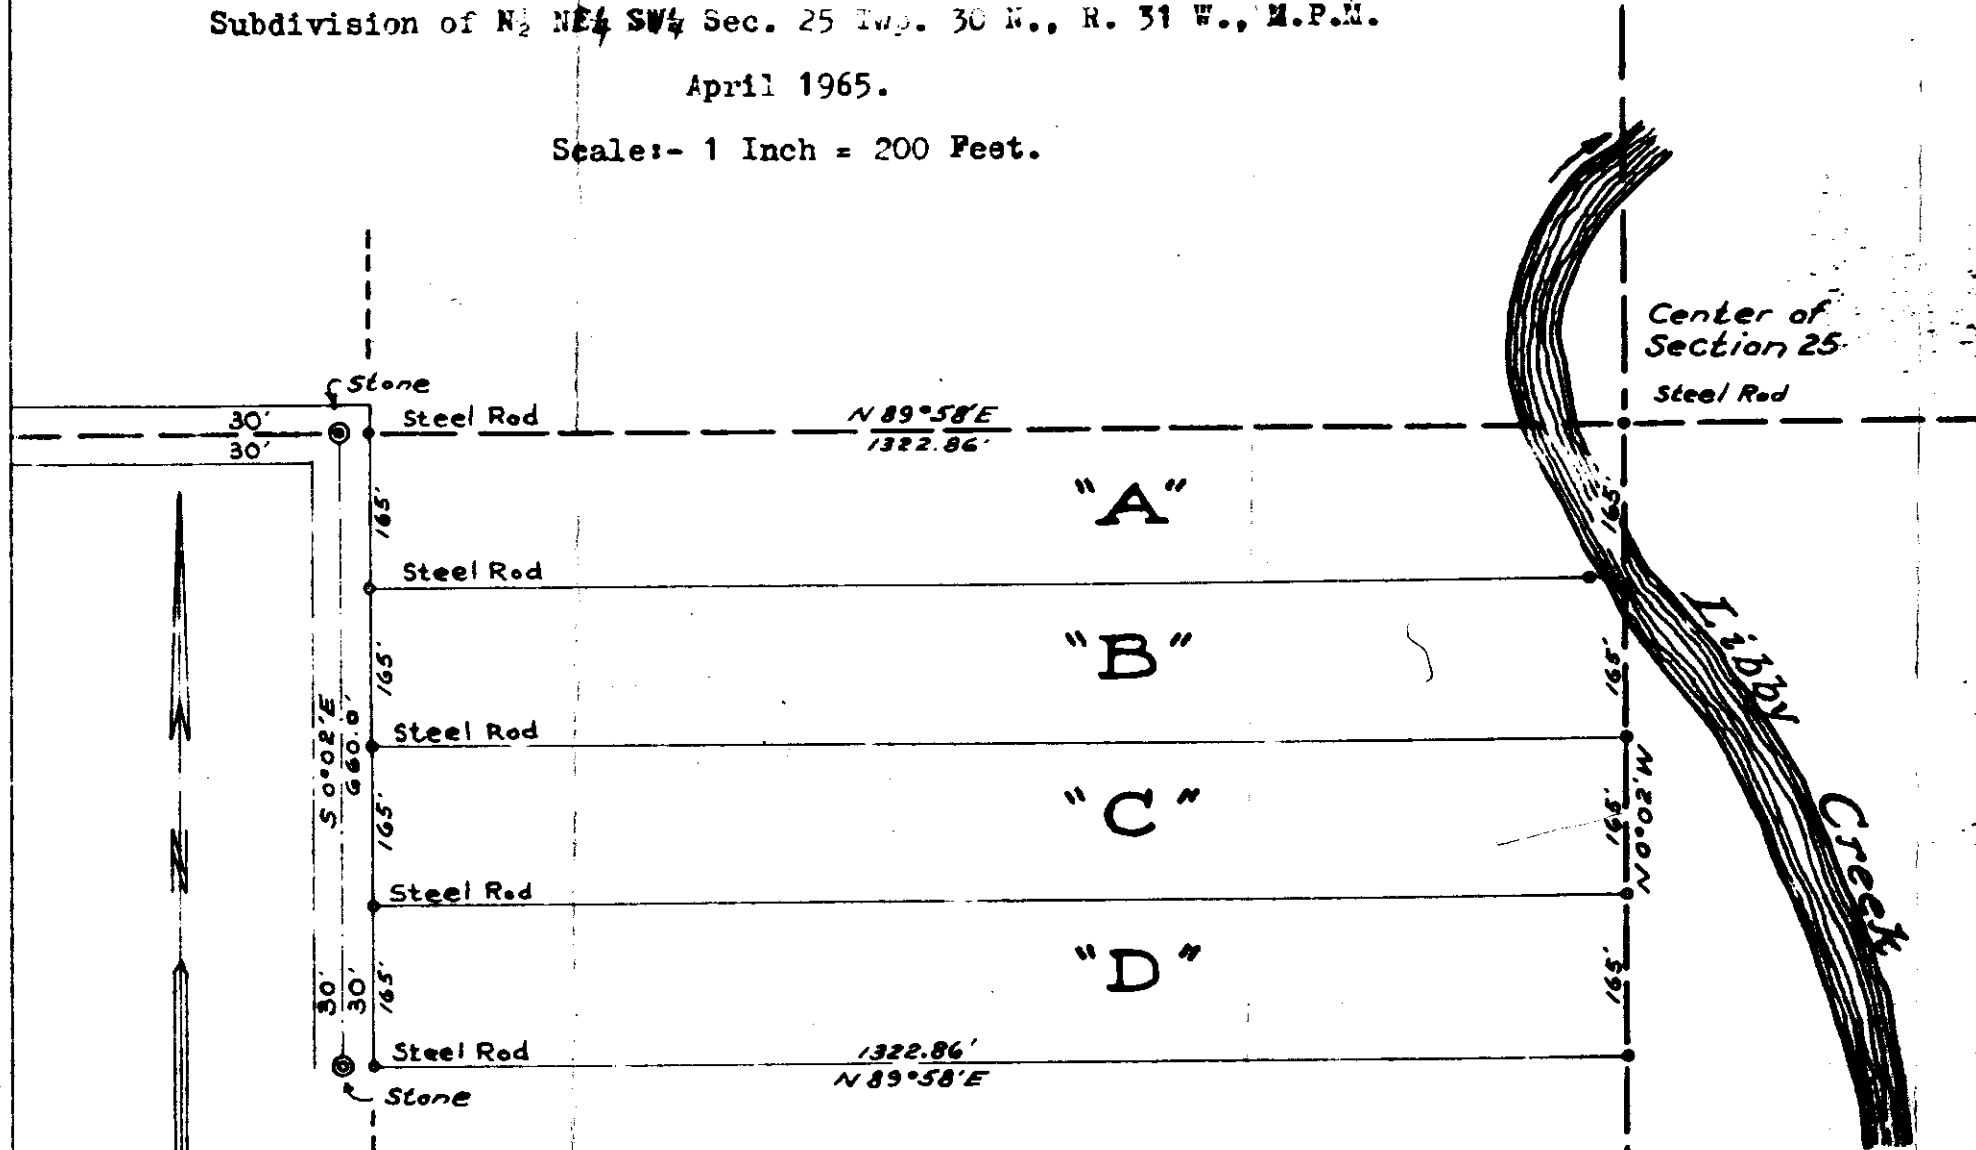 Subdivision of N½ NE¼ SW¼ Sec. 25 Twp. 30 N., R. 31 W., M.P.M.
April 1965.
Scale:- 1 Inch = 200 Feet.
Center of
Section 25
Steel Rod
Stone
30'
30'
Steel Rod
N 89°58'E
1322.86'
165'
"A"
165'
Steel Rod
165'
"B"
165'
Libby
Creek
S 0°02'E
660.0'
Steel Rod
165'
"C"
165'
N 0°02'W
N
Steel Rod
30'
30'
165'
"D"
165'
Steel Rod
1322.86'
N 89°58'E
Stone